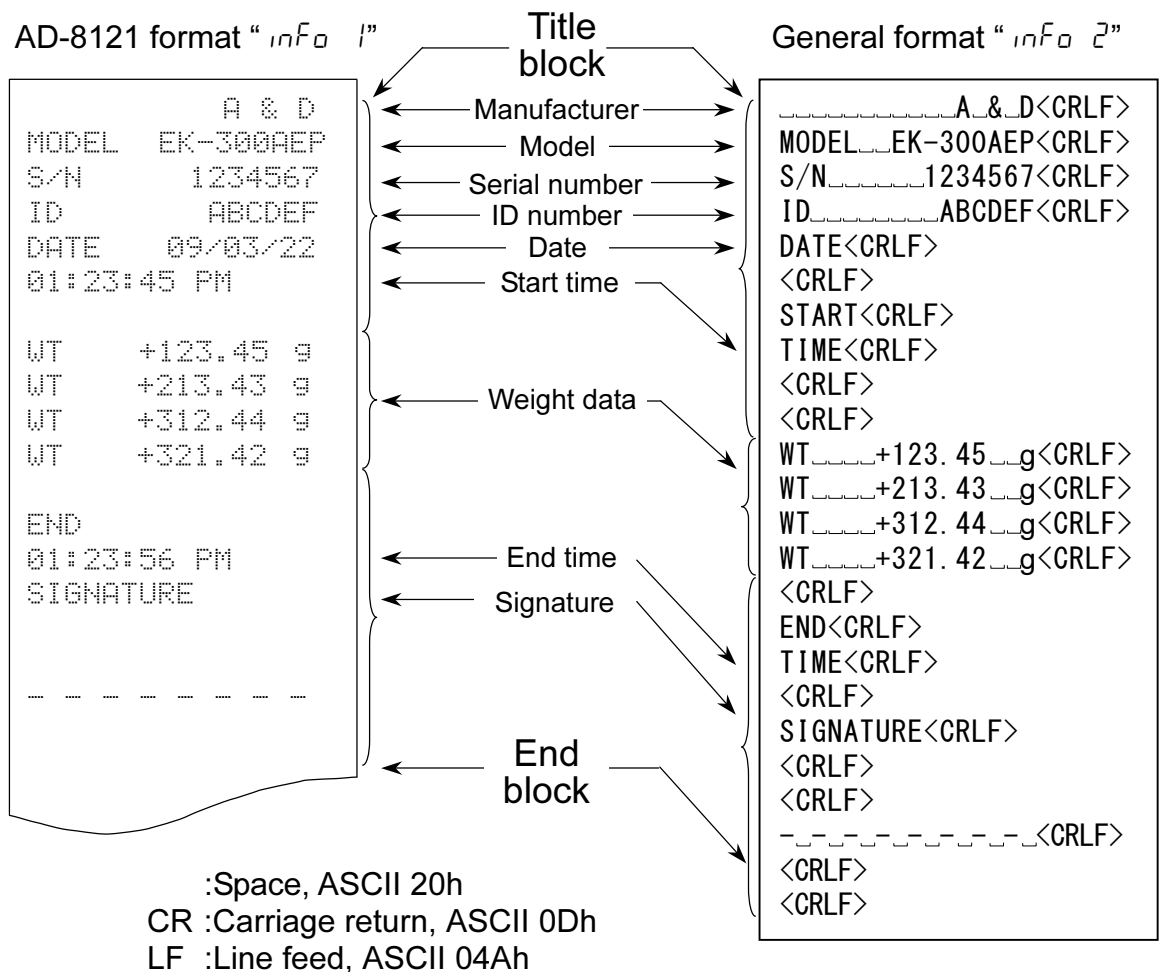 AD-8121 format “ info 1”
A & D
MODEL EK-300AEP
S/N 1234567
ID ABCDEF
DATE 09/03/22
01:23:45 PM
WT +123.45 g
WT +213.43 g
WT +312.44 g
WT +321.42 g
END
01:23:56 PM
SIGNATURE
_ _ _ _ _ _ _ _
Title
block
Manufacturer
Model
Serial number
ID number
Date
Start time
Weight data
End time
Signature
End
block
General format “ info 2”
␣␣␣␣␣␣␣␣␣␣␣A␣&␣D<CRLF>
MODEL␣␣EK-300AEP<CRLF>
S/N␣␣␣␣␣␣1234567<CRLF>
ID␣␣␣␣␣␣␣␣ABCDEF<CRLF>
DATE<CRLF>
<CRLF>
START<CRLF>
TIME<CRLF>
<CRLF>
<CRLF>
WT␣␣␣␣+123.45␣␣g<CRLF>
WT␣␣␣␣+213.43␣␣g<CRLF>
WT␣␣␣␣+312.44␣␣g<CRLF>
WT␣␣␣␣+321.42␣␣g<CRLF>
<CRLF>
END<CRLF>
TIME<CRLF>
<CRLF>
SIGNATURE<CRLF>
<CRLF>
<CRLF>
-␣-␣-␣-␣-␣-␣-␣-␣<CRLF>
<CRLF>
<CRLF>
:Space, ASCII 20h
CR :Carriage return, ASCII 0Dh
LF :Line feed, ASCII 04Ah